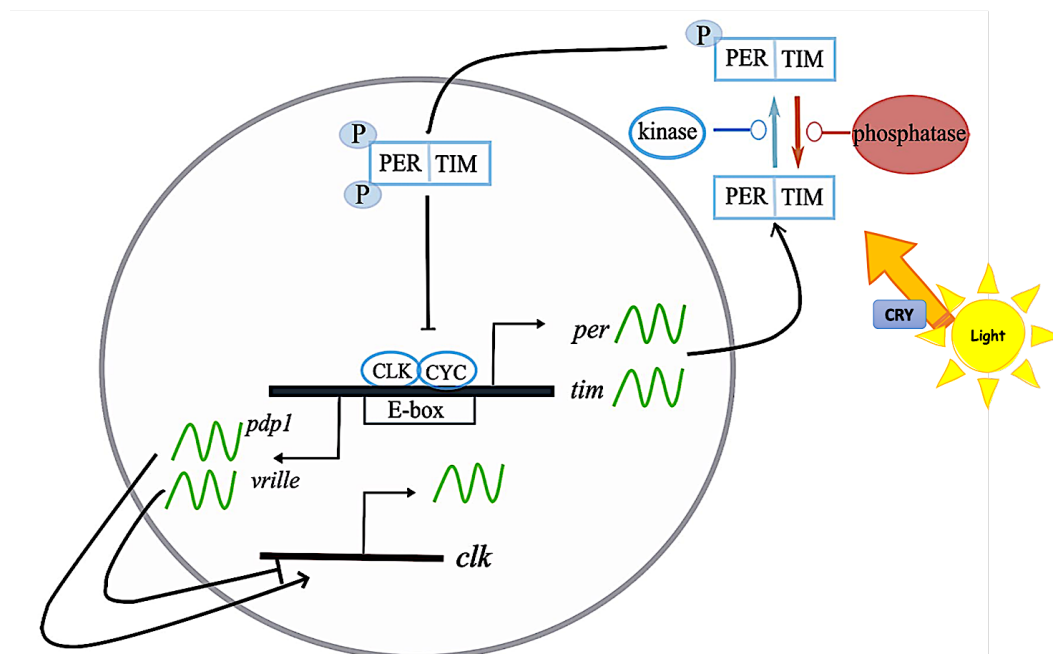 P
PER TIM
kinase
phosphatase
P
PER TIM
P
PER TIM
CRY
Light
per
CLK CYC
tim
E-box
pdp1
vrille
clk